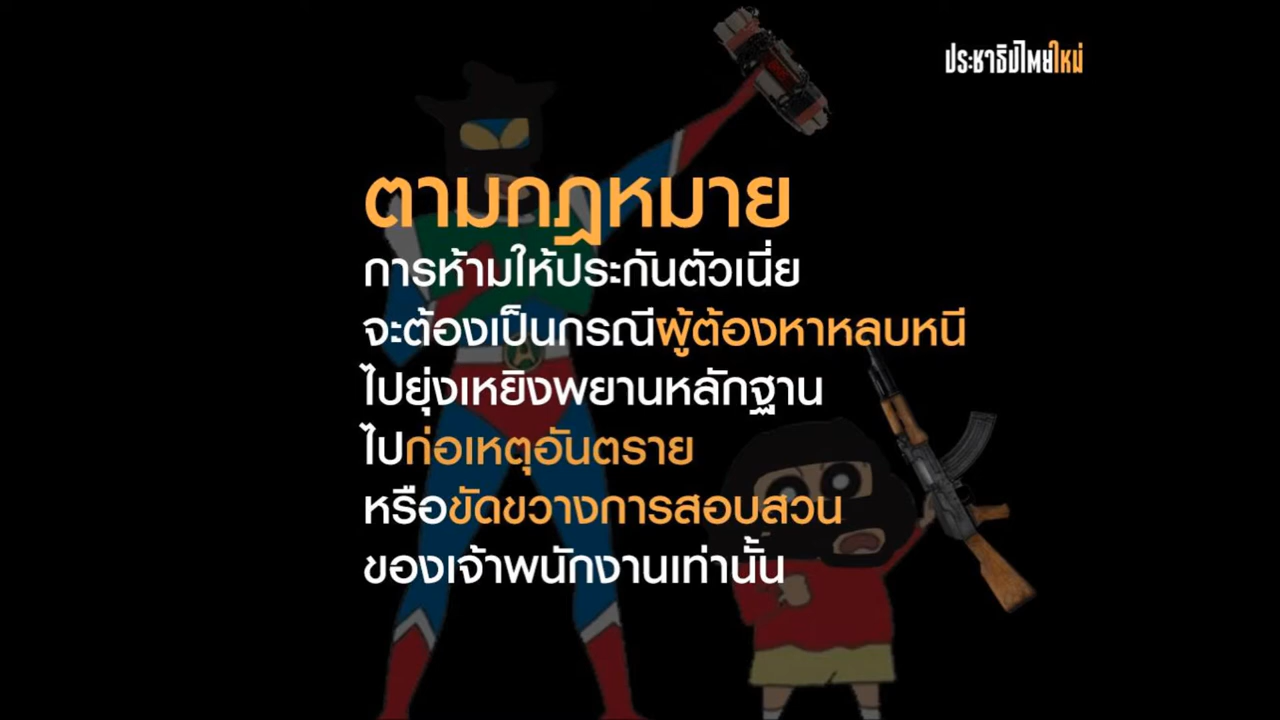 ประชาธิปไตยใหม่
ตามกฎหมาย
การห้ามให้ประกันตัวเนี่ย
จะต้องเป็นกรณีผู้ต้องหาหลบหนี
ไปยุ่งเหยิงพยานหลักฐาน
ไปก่อเหตุอันตราย
หรือขัดขวางการสอบสวน
ของเจ้าพนักงานเท่านั้น